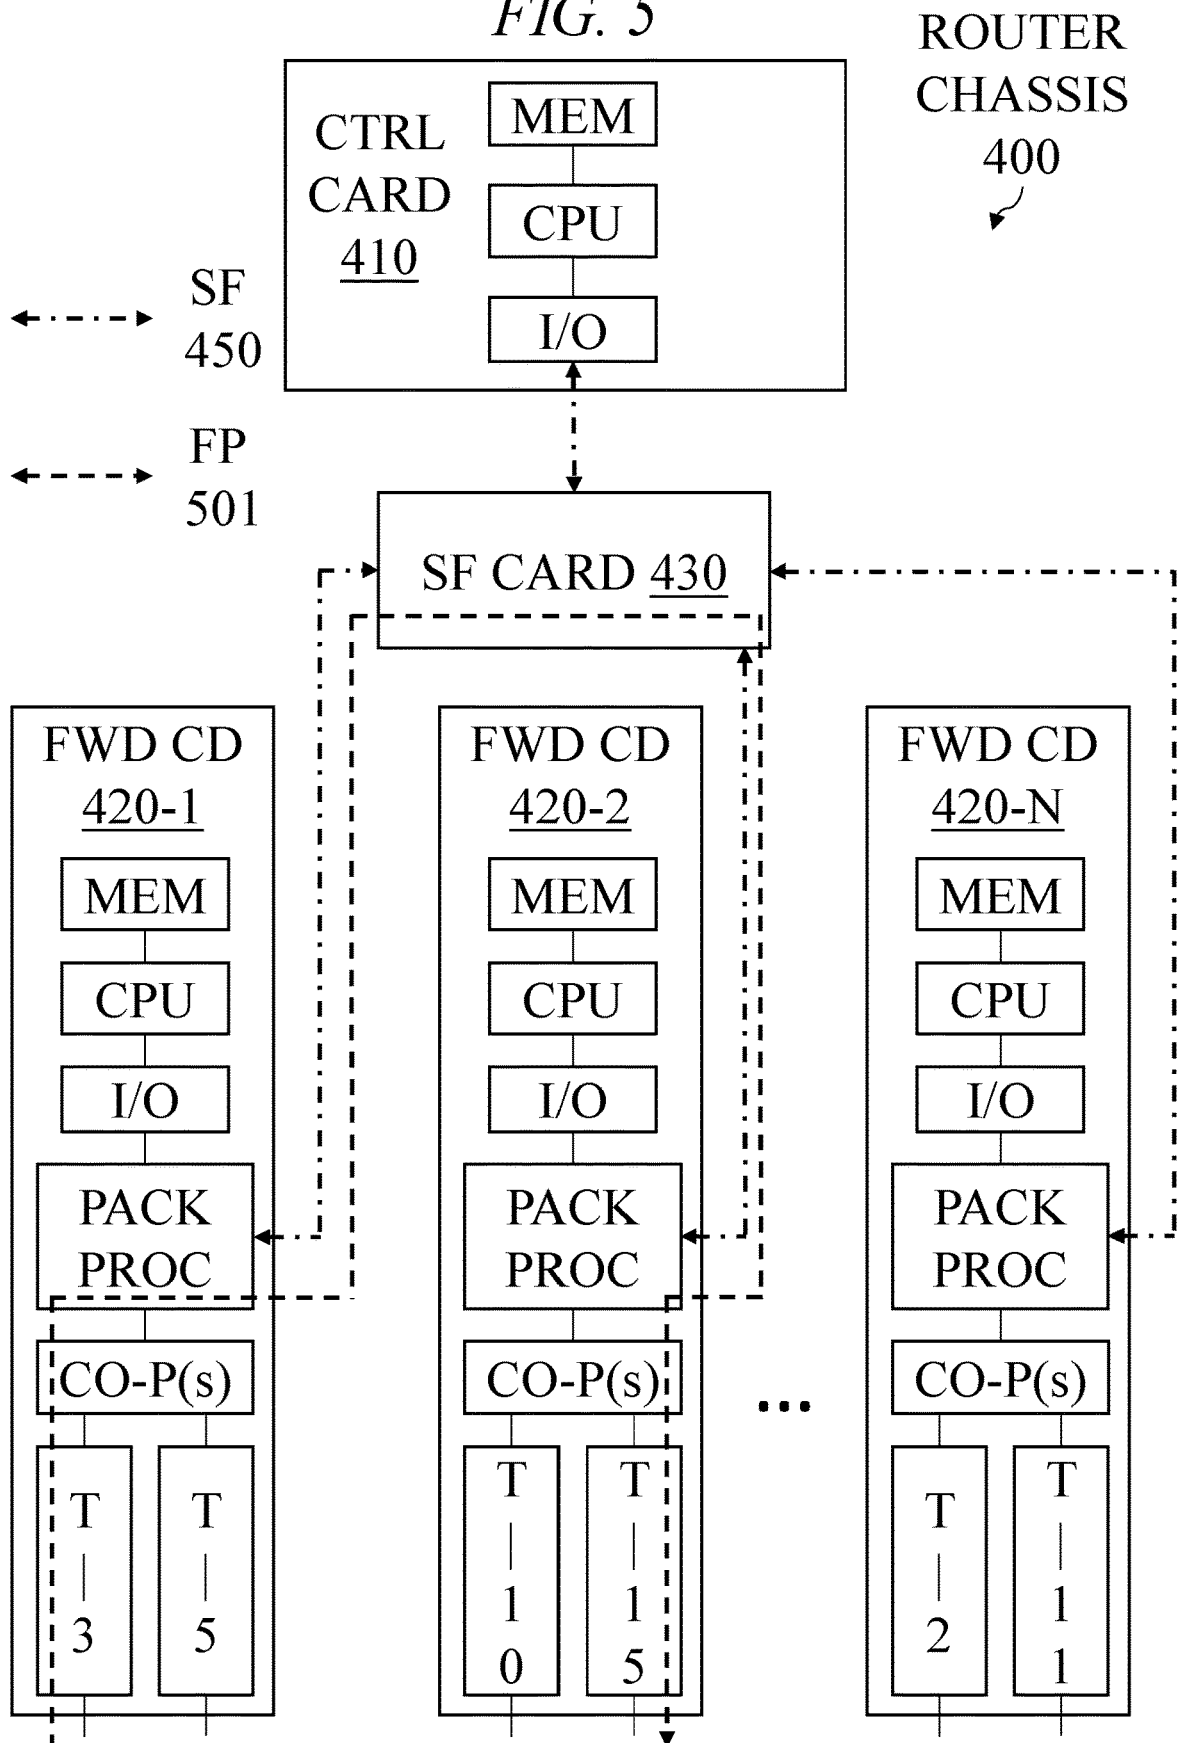 FIG. 5
ROUTER
CHASSIS
400
CTRL
CARD
410
MEM
CPU
I/O
SF
450
FP
501
SF CARD 430
FWD CD
420-1
MEM
CPU
I/O
PACK
PROC
CO-P(s)
T
|
3
T
|
5
FWD CD
420-2
MEM
CPU
I/O
PACK
PROC
CO-P(s)
T
|
1
0
T
|
1
5
...
FWD CD
420-N
MEM
CPU
I/O
PACK
PROC
CO-P(s)
T
|
2
T
|
1
1